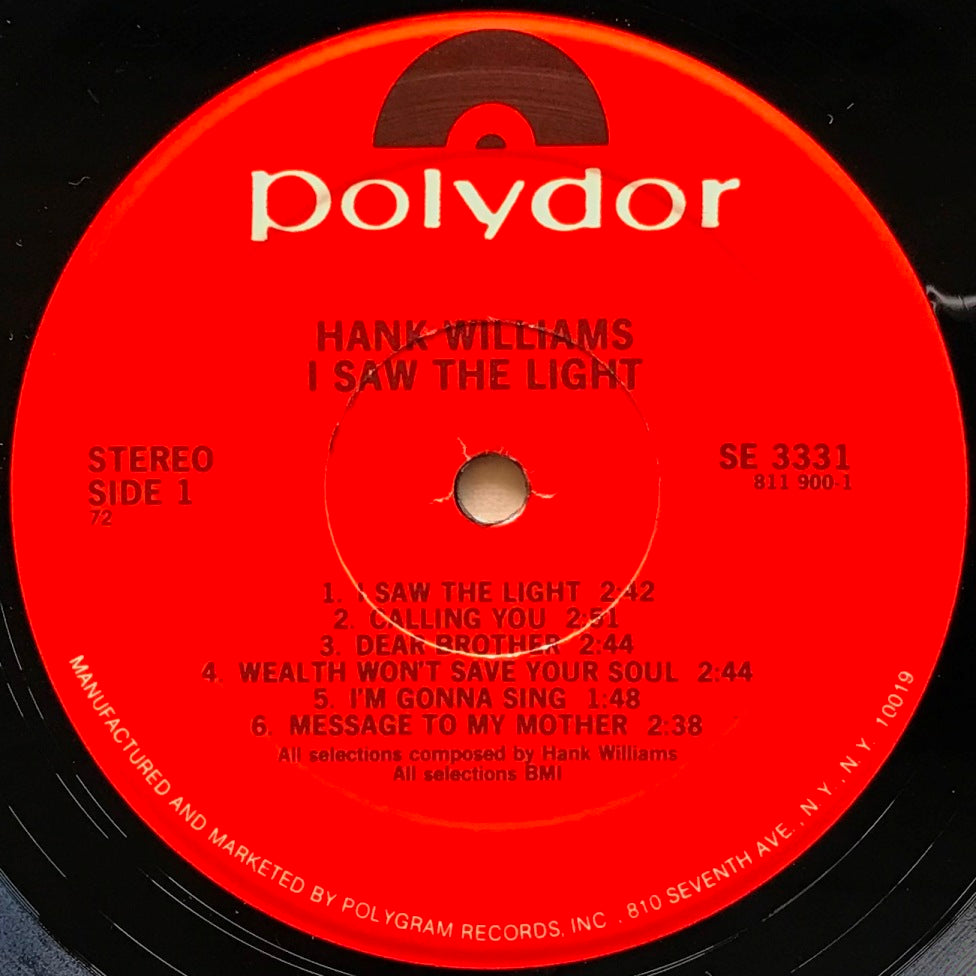 polydor
HANK WILLIAMS
I SAW THE LIGHT
STEREO
SIDE 1
72
SE 3331
811 900-1
1. I SAW THE LIGHT 2:42
2. CALLING YOU 2:51
3. DEAR BROTHER 2:44
4. WEALTH WON'T SAVE YOUR SOUL 2:44
5. I'M GONNA SING 1:48
6. MESSAGE TO MY MOTHER 2:38
All selections composed by Hank Williams
All selections BMI
MANUFACTURED AND MARKETED BY POLYGRAM RECORDS, INC. 810 SEVENTH AVE., N.Y., N.Y. 10019